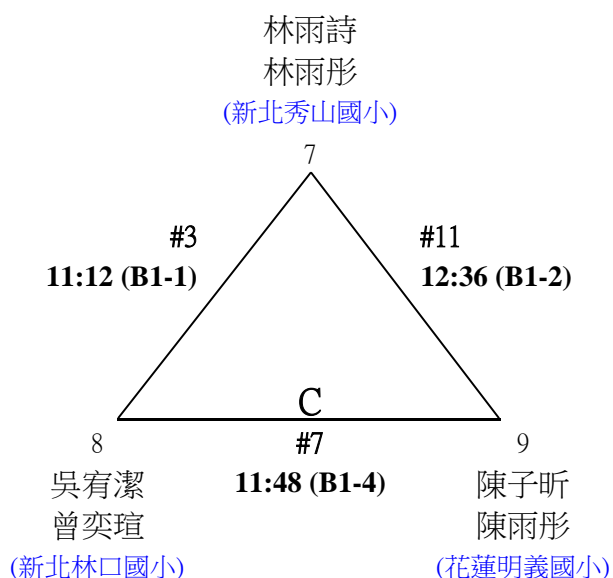 林雨詩
林雨彤
(新北秀山國小)
7
#3
11:12 (B1-1)
#11
12:36 (B1-2)
C
8
#7
9
吳宥潔
曾奕瑄
(新北林口國小)
11:48 (B1-4)
陳子昕
陳雨彤
(花蓮明義國小)